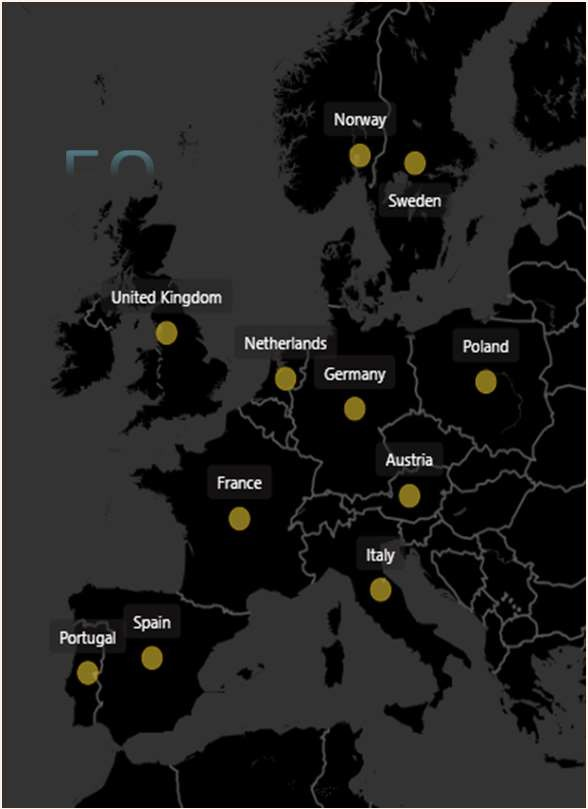 Norway
Sweden
United Kingdom
Netherlands
Poland
Germany
Austria
France
Italy
Spain
Portugal